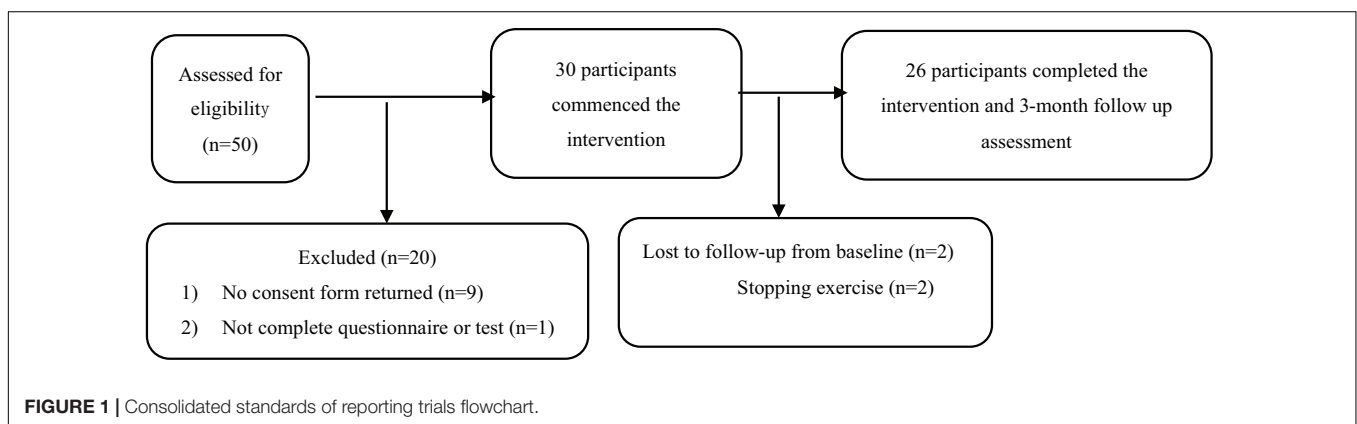 Assessed for
eligibility
(n=50)
30 participants
commenced the
intervention
26 participants completed the
intervention and 3-month follow up
assessment
Excluded (n=20)
1) No consent form returned (n=9)
2) Not complete questionnaire or test (n=1)
Lost to follow-up from baseline (n=2)
Stopping exercise (n=2)
FIGURE 1 | Consolidated standards of reporting trials flowchart.